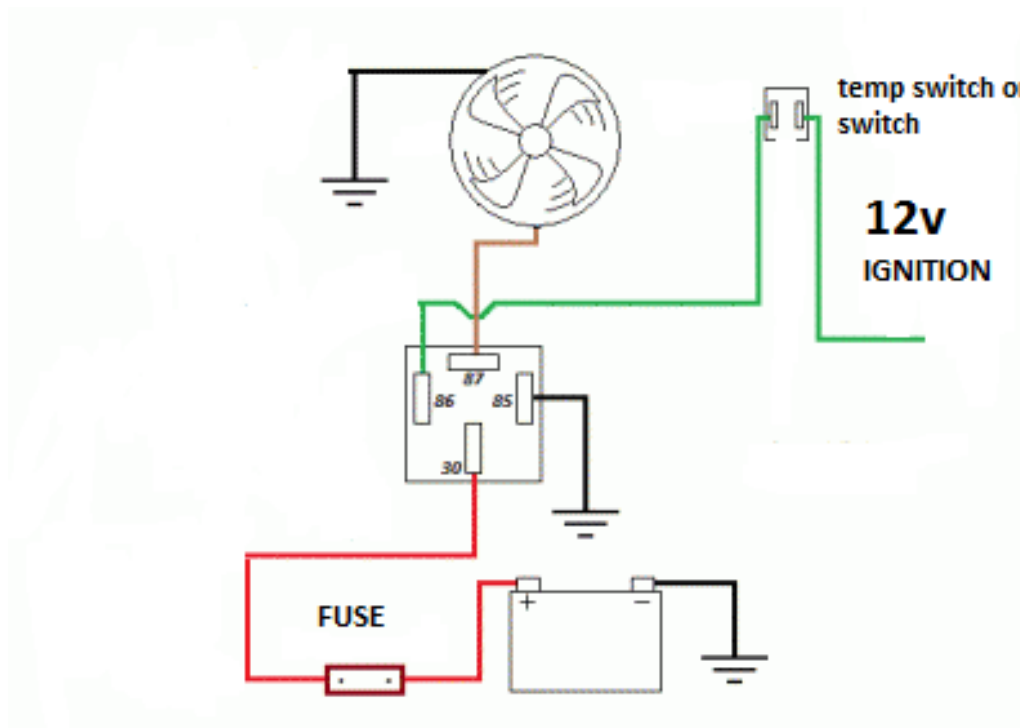 temp switch or
switch
12v
IGNITION
87
86
85
30
FUSE
+
−